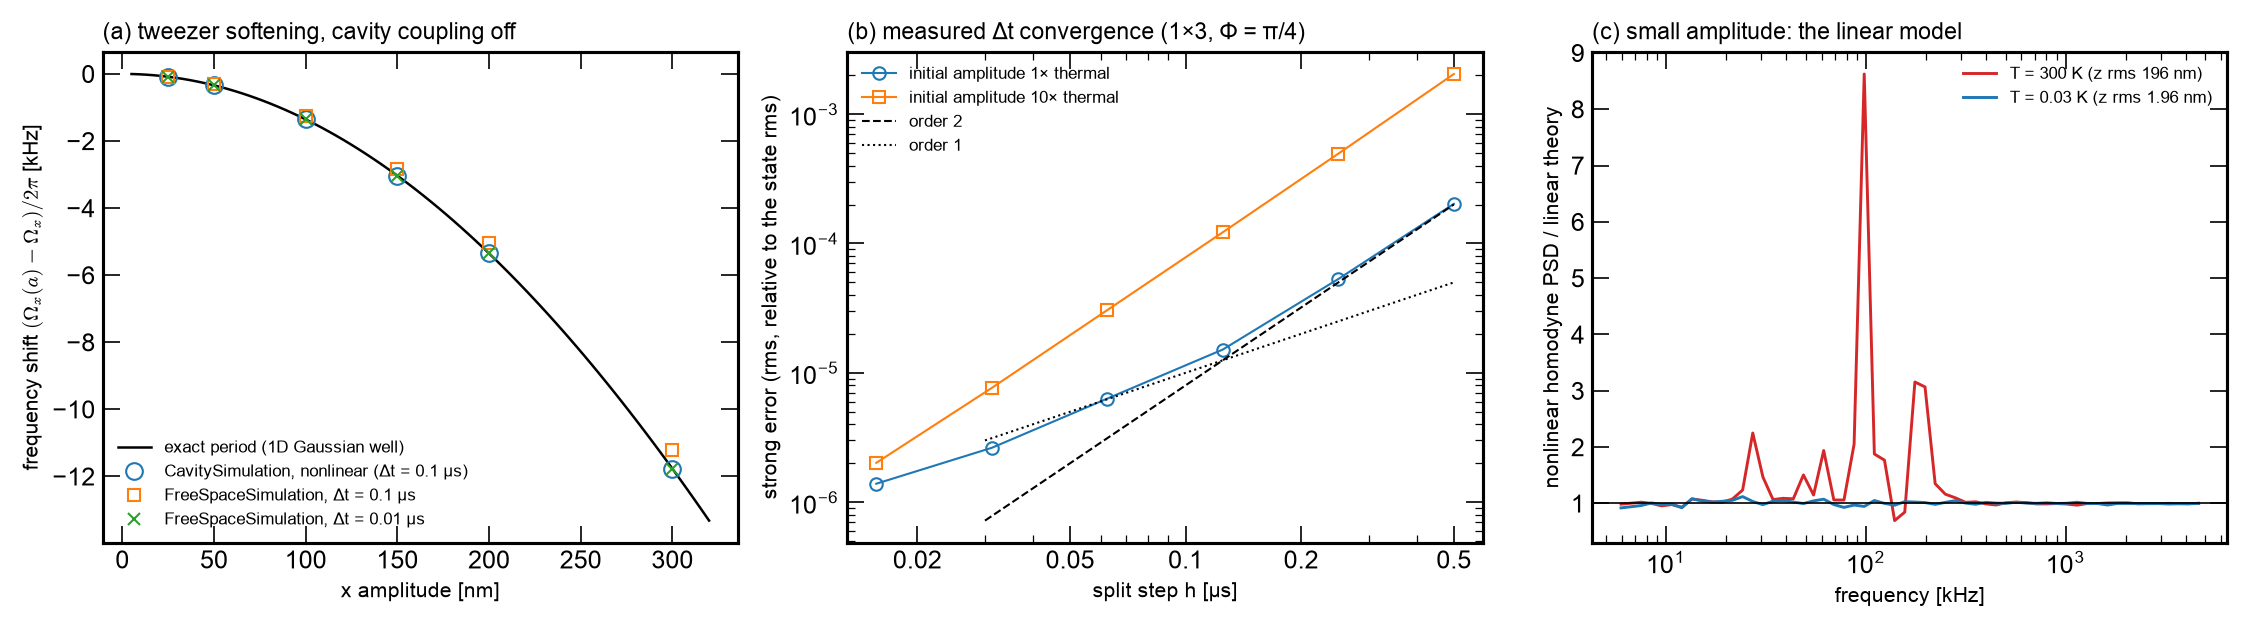 (a) tweezer softening, cavity coupling off
frequency shift (Ωₓ(a) − Ωₓ)/2π [kHz]
0
−2
−4
−6
−8
−10
−12
exact period (1D Gaussian well)
CavitySimulation, nonlinear (Δt = 0.1 µs)
FreeSpaceSimulation, Δt = 0.1 µs
FreeSpaceSimulation, Δt = 0.01 µs
0 50 100 150 200 250 300
x amplitude [nm]
(b) measured Δt convergence (1×3, Φ = π/4)
strong error (rms, relative to the state rms)
initial amplitude 1× thermal
initial amplitude 10× thermal
order 2
order 1
10⁻³
10⁻⁴
10⁻⁵
10⁻⁶
0.02 0.05 0.1 0.2 0.5
split step h [µs]
(c) small amplitude: the linear model
nonlinear homodyne PSD / linear theory
T = 300 K (z rms 196 nm)
T = 0.03 K (z rms 1.96 nm)
9
8
7
6
5
4
3
2
1
10¹ 10² 10³
frequency [kHz]